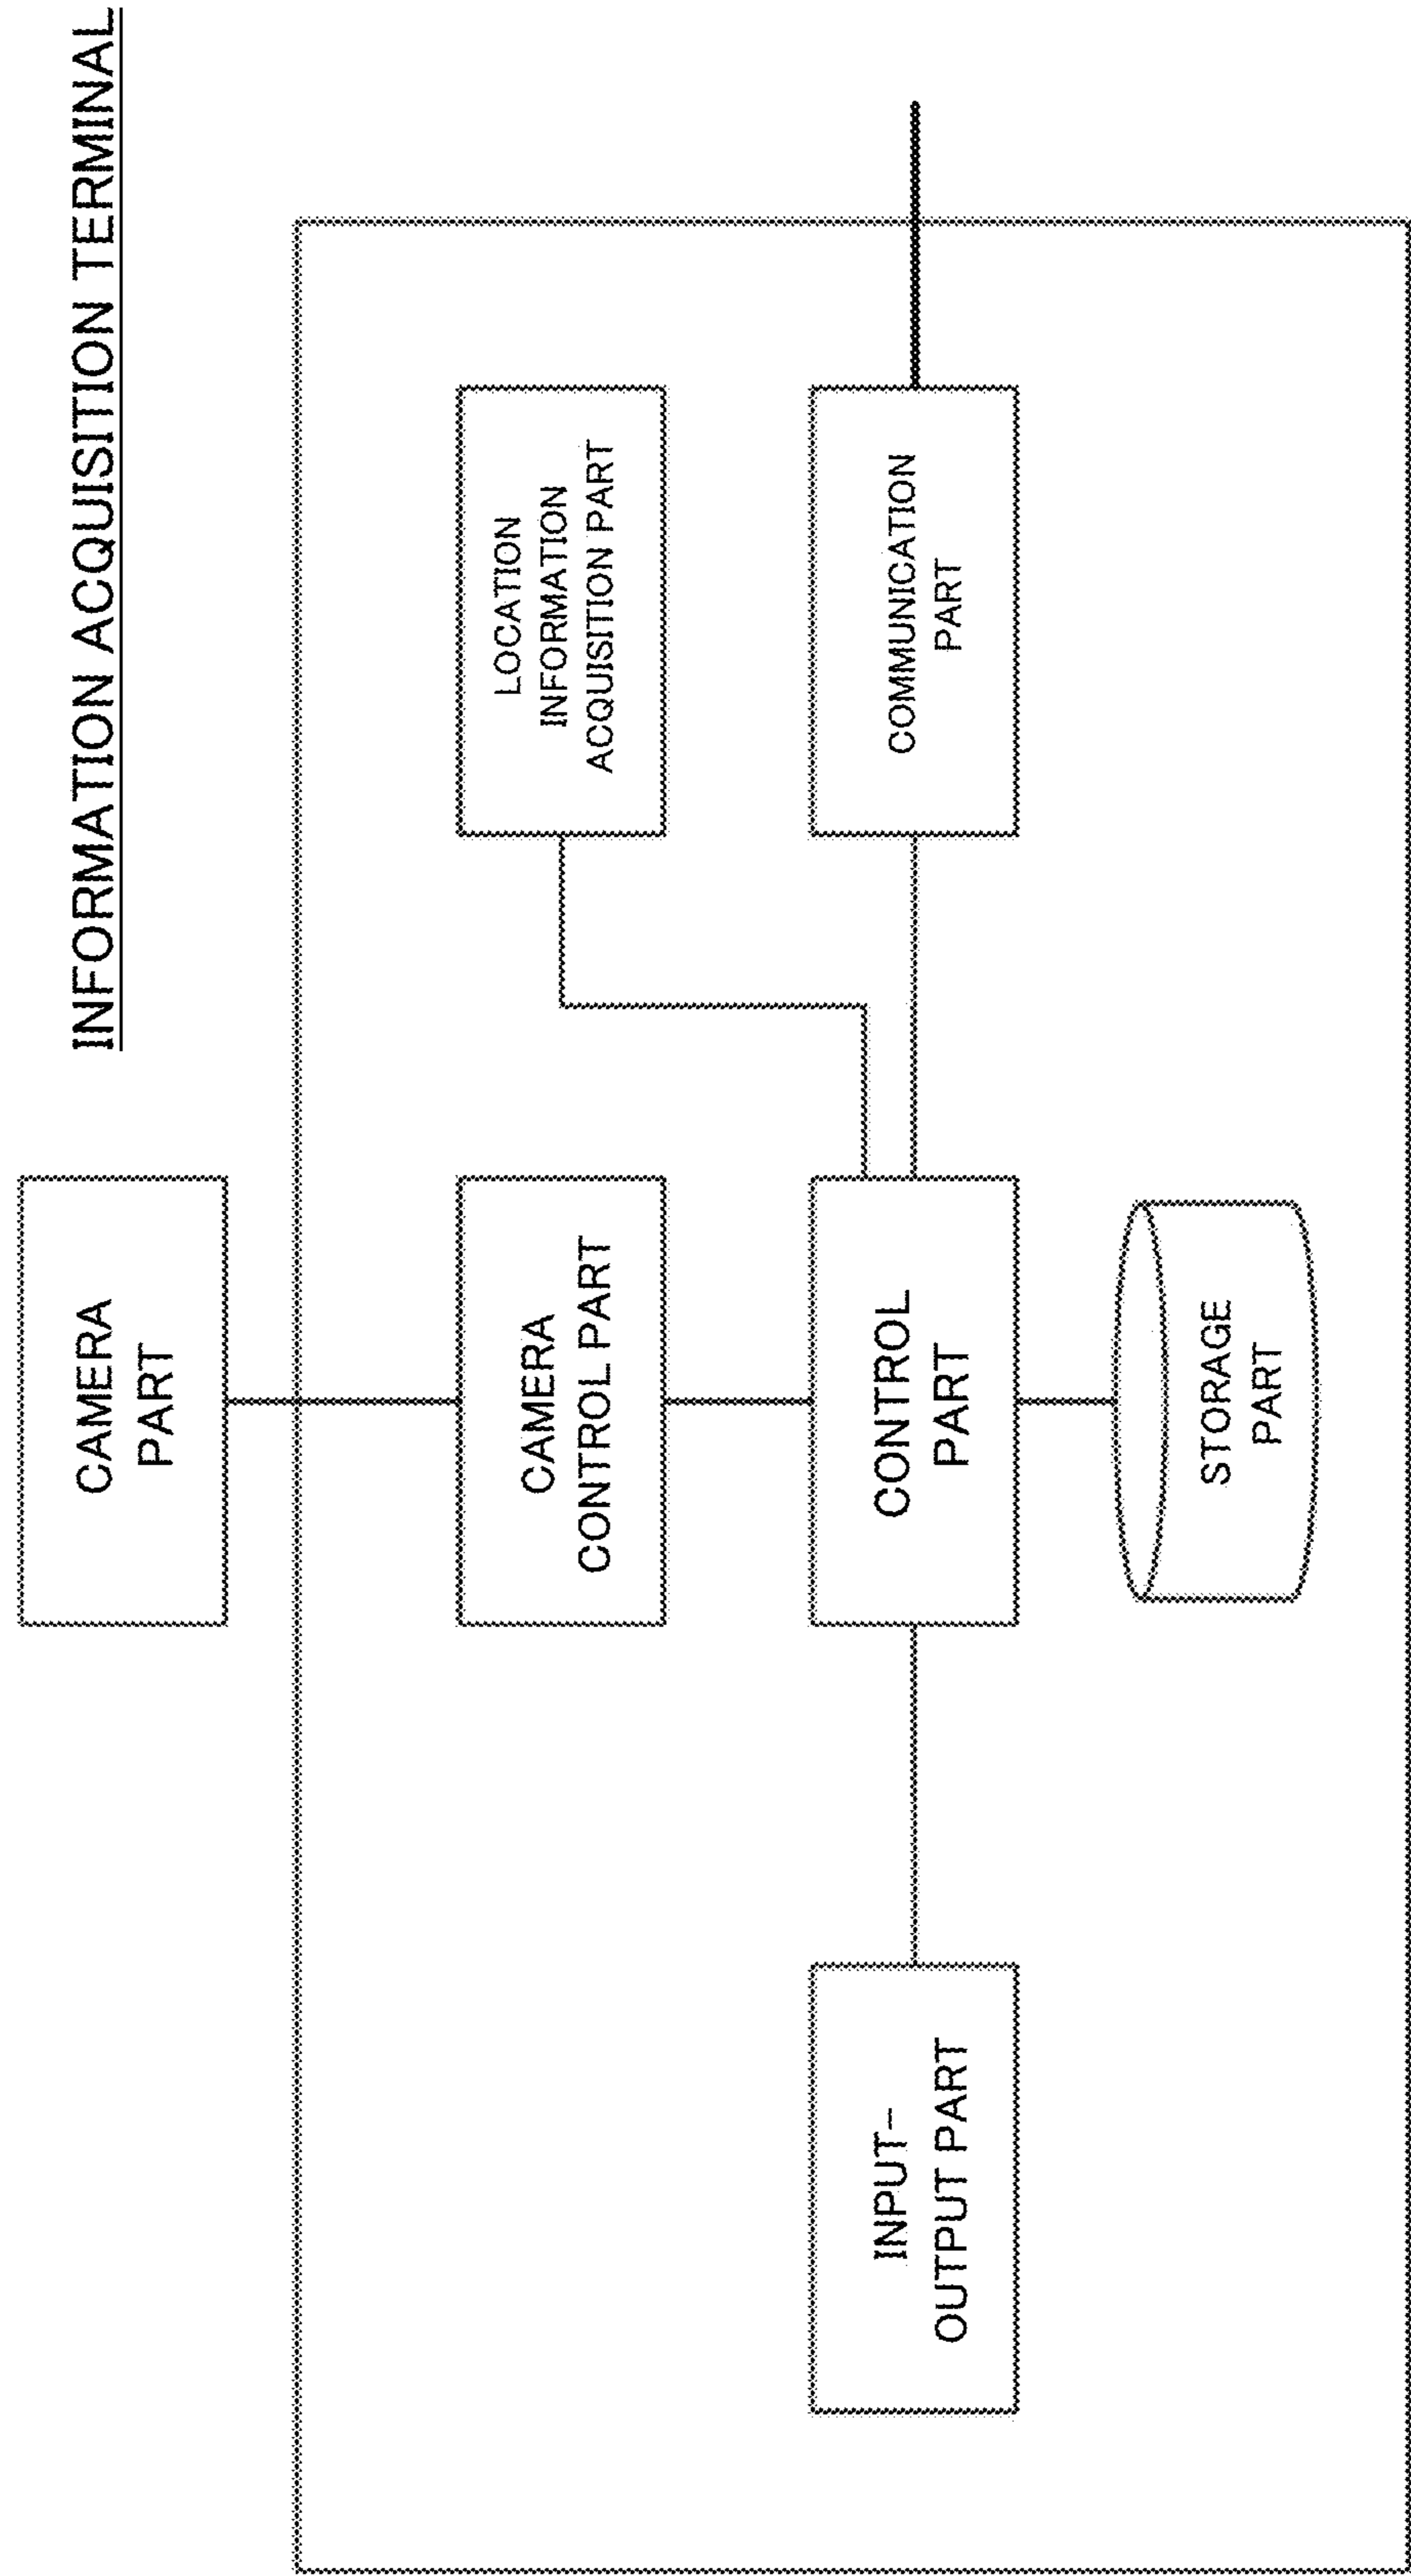 INFORMATION ACQUISITION TERMINAL
CAMERA
PART
CAMERA
CONTROL PART
LOCATION
INFORMATION
ACQUISITION PART
INPUT-
OUTPUT PART
CONTROL
PART
COMMUNICATION
PART
STORAGE
PART